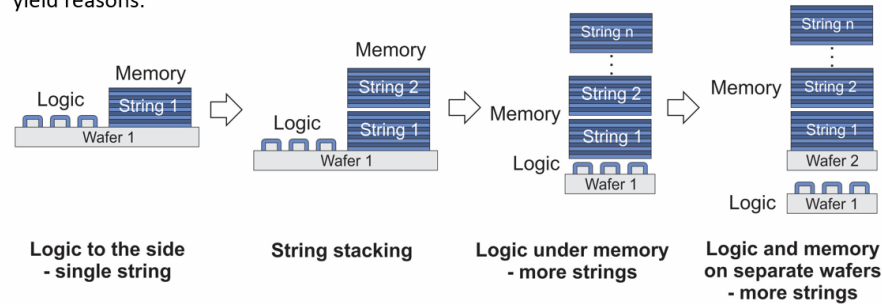 yield reasons.
Memory
Logic
String 1
Wafer 1
Memory
String 2
Logic
String 1
Wafer 1
String n
String 2
Memory
String 1
Logic
Wafer 1
String n
Memory
String 2
String 1
Wafer 2
Logic
Wafer 1
Logic to the side
- single string
String stacking
Logic under memory
- more strings
Logic and memory
on separate wafers
- more strings